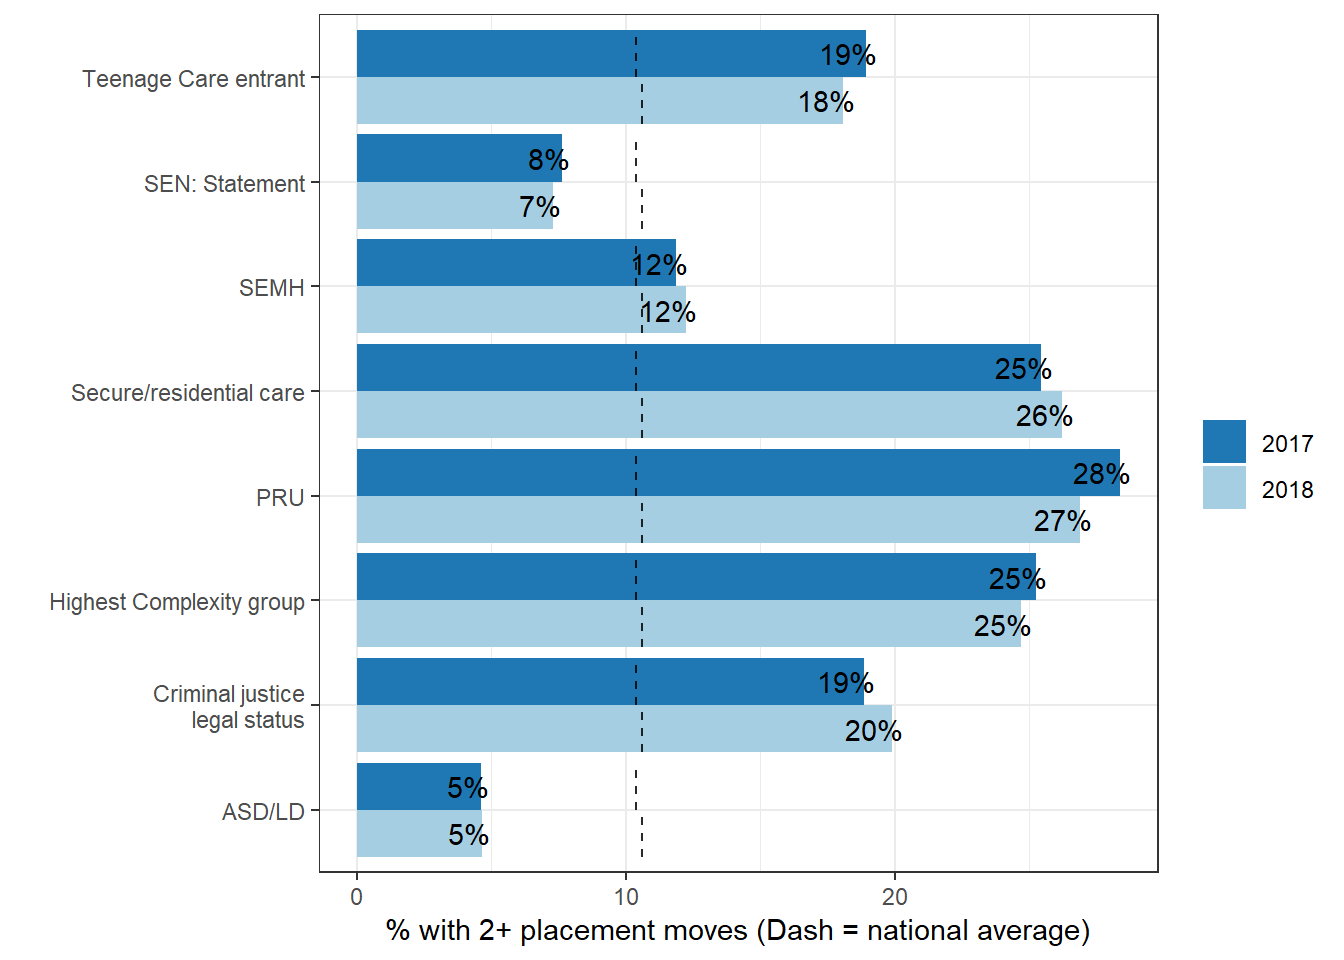 Teenage Care entrant
19%
18%
SEN: Statement
8%
7%
SEMH
12%
12%
Secure/residential care
25%
26%
PRU
28%
27%
Highest Complexity group
25%
25%
Criminal justice
legal status
19%
20%
ASD/LD
5%
5%
0 10 20
% with 2+ placement moves (Dash = national average)
2017
2018